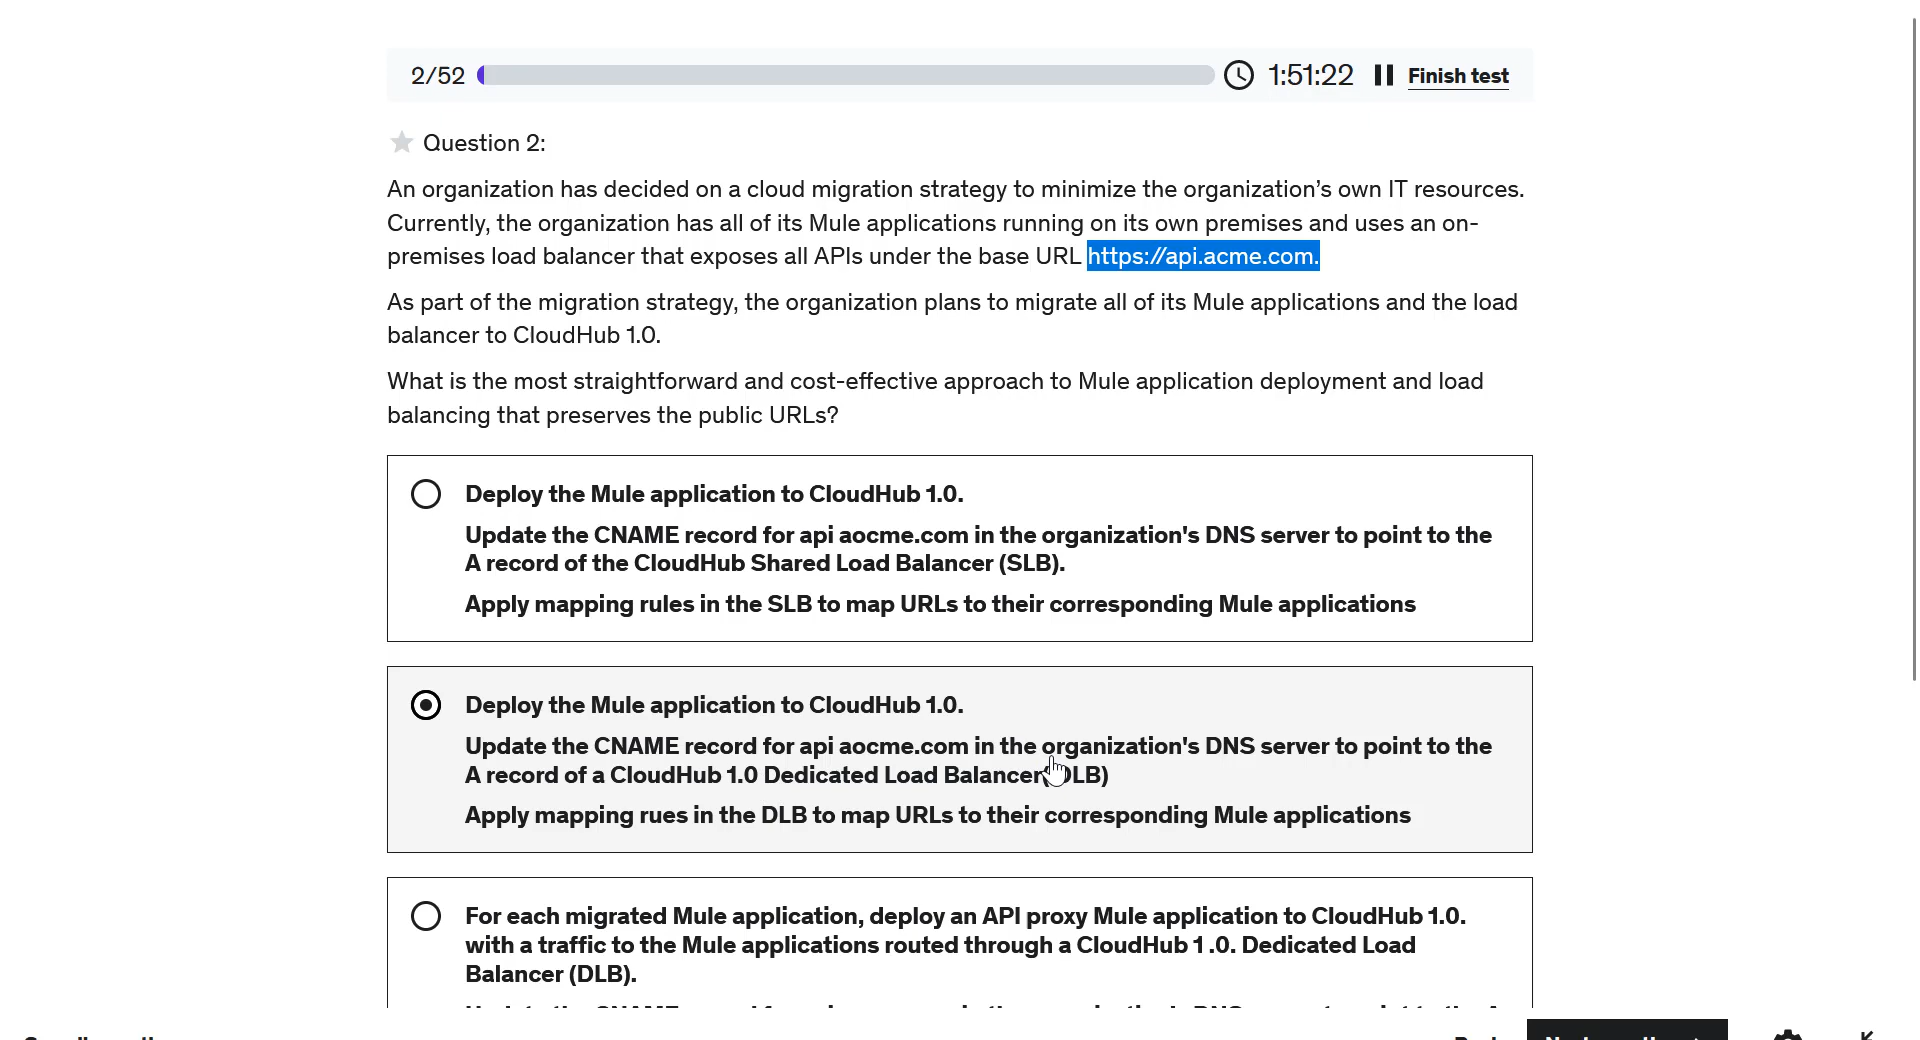 2/52
1:51:22
Finish test
Question 2:
An organization has decided on a cloud migration strategy to minimize the organization's own IT resources.
Currently, the organization has all of its Mule applications running on its own premises and uses an on-
premises load balancer that exposes all APIs under the base URL https://api.acme.com.
As part of the migration strategy, the organization plans to migrate all of its Mule applications and the load
balancer to CloudHub 1.0.
What is the most straightforward and cost-effective approach to Mule application deployment and load
balancing that preserves the public URLs?
Deploy the Mule application to CloudHub 1.0.
Update the CNAME record for api aocme.com in the organization's DNS server to point to the
A record of the CloudHub Shared Load Balancer (SLB).
Apply mapping rules in the SLB to map URLs to their corresponding Mule applications
Deploy the Mule application to CloudHub 1.0.
Update the CNAME record for api aocme.com in the organization's DNS server to point to the
A record of a CloudHub 1.0 Dedicated Load Balancer(DLB)
Apply mapping rues in the DLB to map URLs to their corresponding Mule applications
For each migrated Mule application, deploy an API proxy Mule application to CloudHub 1.0.
with a traffic to the Mule applications routed through a CloudHub 1 .0. Dedicated Load
Balancer (DLB).